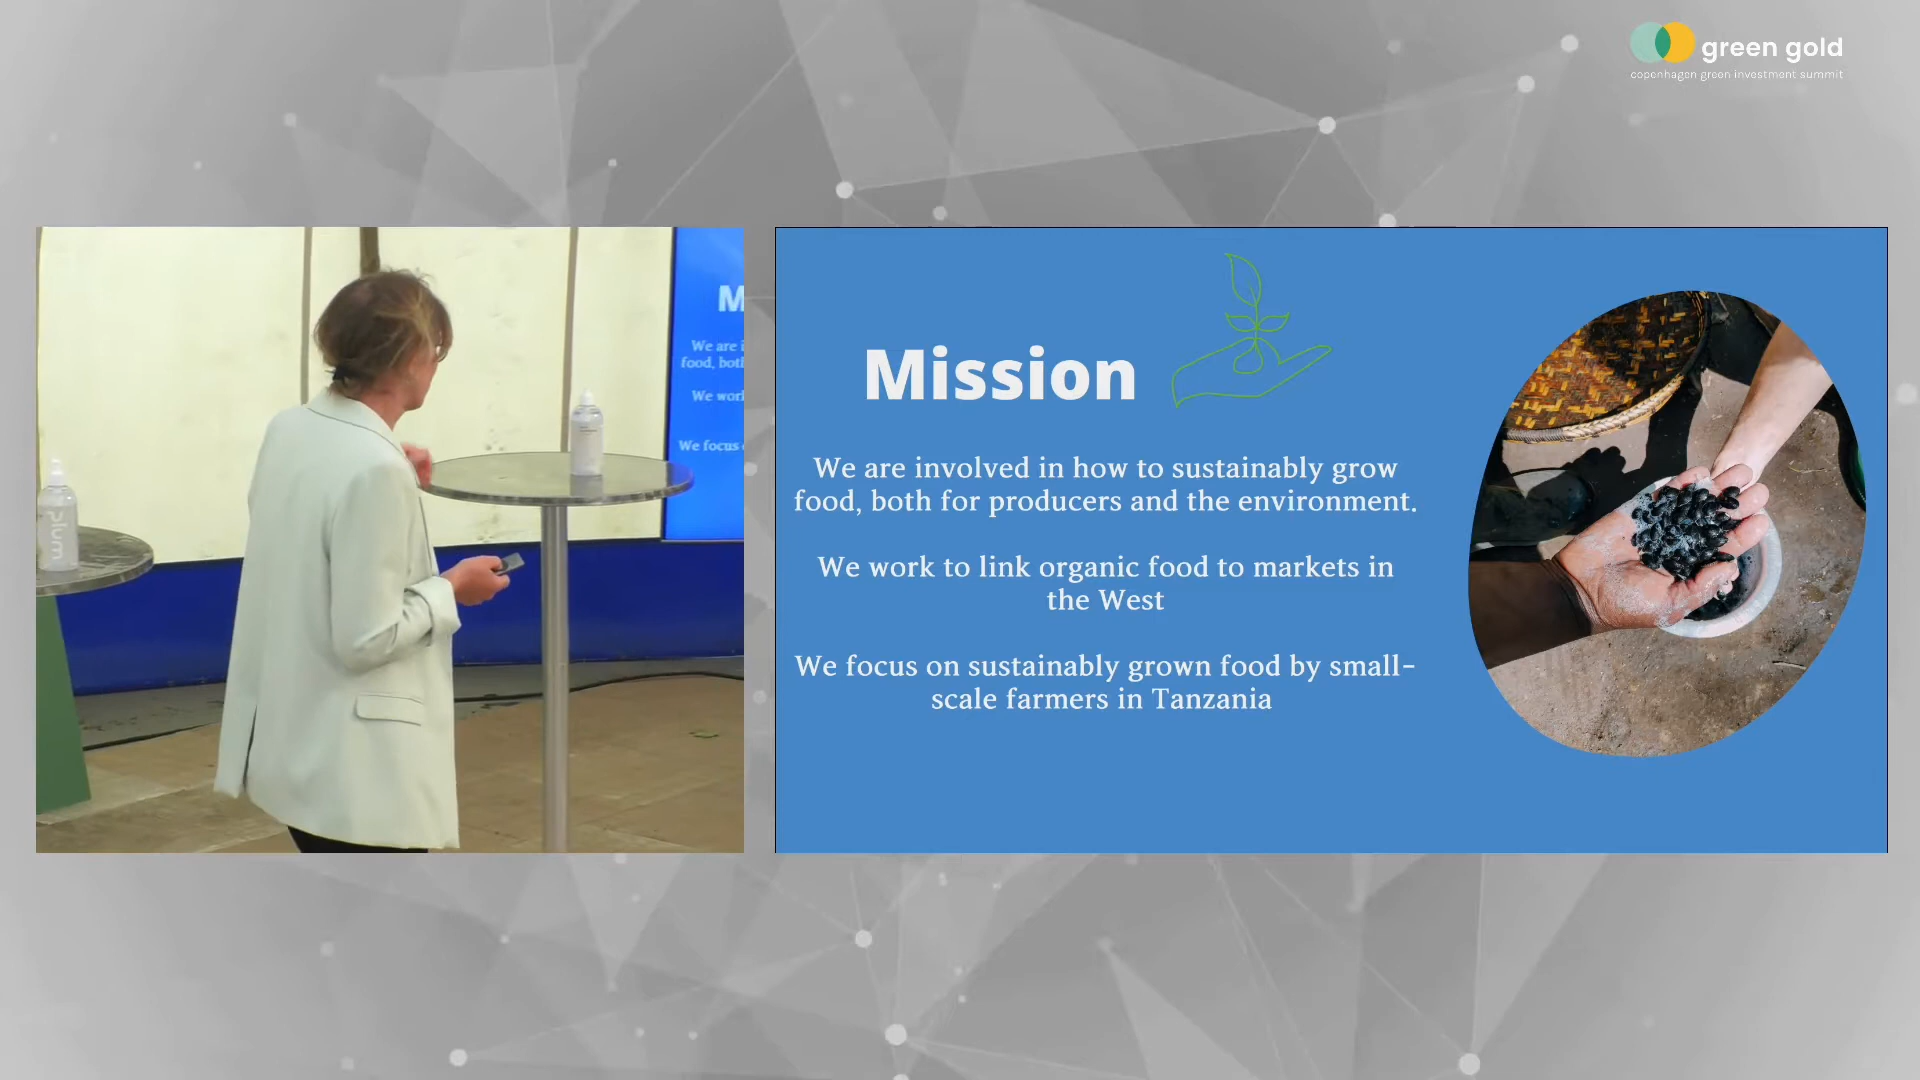 green gold
copenhagen green investment summit
M
We are i
food, both
We work
We focus o
plum
Mission
We are involved in how to sustainably grow
food, both for producers and the environment.
We work to link organic food to markets in
the West
We focus on sustainably grown food by small-
scale farmers in Tanzania